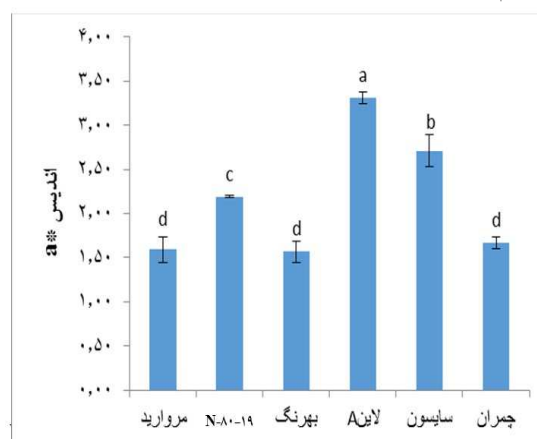 ۴,۰۰
۳,۵۰
۳,۰۰
۲,۵۰
۲,۰۰
۱,۵۰
۱,۰۰
۰,۵۰
۰,۰۰
اندیس *a
d
c
d
a
b
d
مروارید
N-۸۰-۱۹
بهرنگ
لاینA
سایسون
چمران